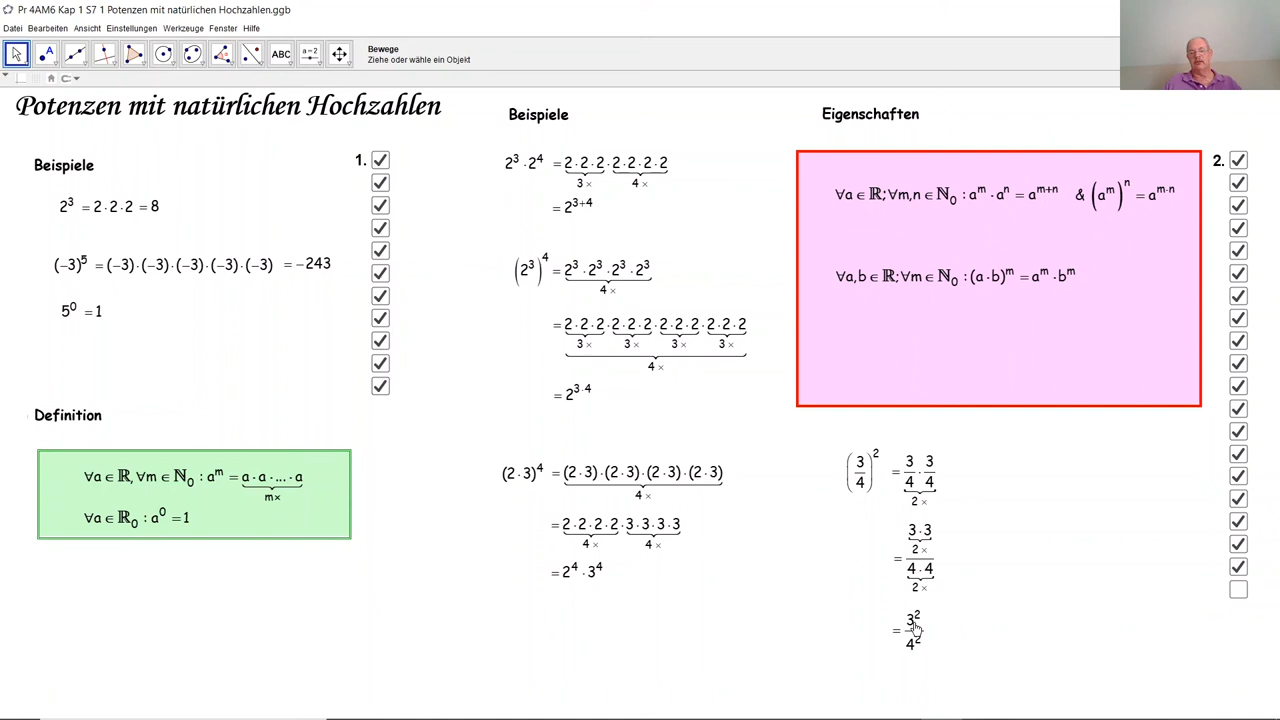 Pr 4AM6 Kap 1 S7 1 Potenzen mit natürlichen Hochzahlen.ggb
Datei Bearbeiten Ansicht Einstellungen Werkzeuge Fenster Hilfe
A
ABC
a=2
Bewege
Ziehe oder wähle ein Objekt
Potenzen mit natürlichen Hochzahlen
Beispiele
2³ = 2·2·2 = 8
(−3)⁵ = (−3)·(−3)·(−3)·(−3)·(−3) = −243
5⁰ = 1
1.
Definition
∀a ∈ ℝ, ∀m ∈ ℕ₀ : aᵐ = a·a·...·a
m×
∀a ∈ ℝ₀ : a⁰ = 1
Beispiele
2³·2⁴ = 2·2·2·2·2·2·2
3× 4×
= 2³⁺⁴
(2³)⁴ = 2³·2³·2³·2³
4×
= 2·2·2·2·2·2·2·2·2·2·2·2
3× 3× 3× 3×
4×
= 2³·⁴
(2·3)⁴ = (2·3)·(2·3)·(2·3)·(2·3)
4×
= 2·2·2·2·3·3·3·3
4× 4×
= 2⁴·3⁴
Eigenschaften
∀a ∈ ℝ; ∀m,n ∈ ℕ₀ : aᵐ·aⁿ = aᵐ⁺ⁿ & (aᵐ)ⁿ = aᵐ·ⁿ
∀a,b ∈ ℝ; ∀m ∈ ℕ₀ : (a·b)ᵐ = aᵐ·bᵐ
2.
(3/4)² = 3/4 · 3/4
2×
3·3
2×
=
4·4
2×
= 3²/4²